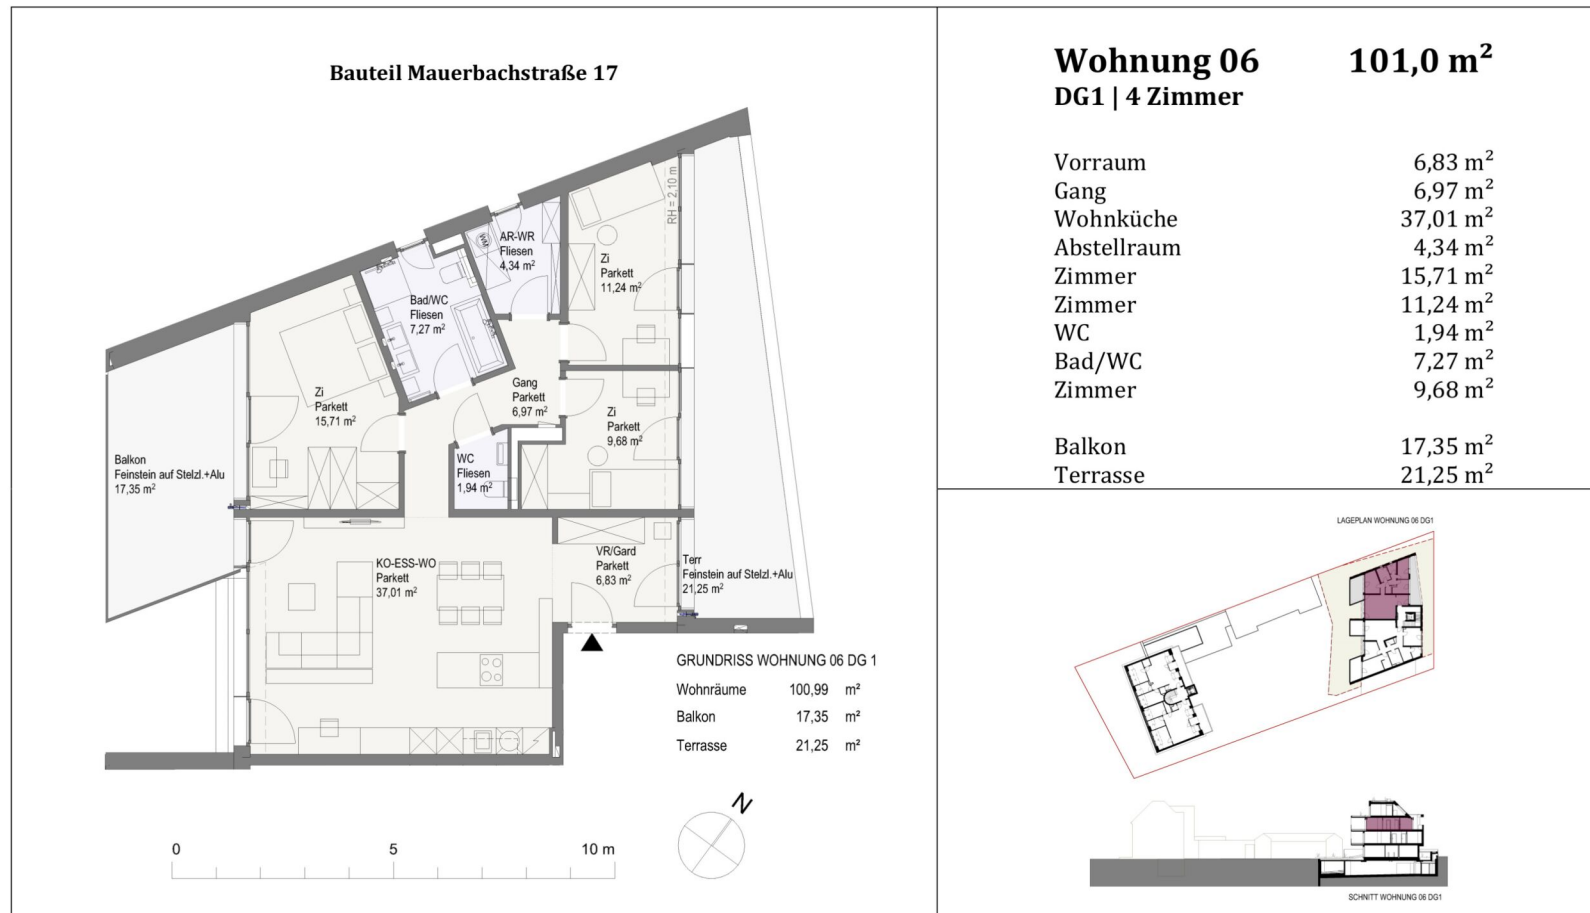 Bauteil Mauerbachstraße 17
RH = 2,10 m
WM
AR-WR
Fliesen
4,34 m²
Zi
Parkett
11,24 m²
Bad/WC
Fliesen
7,27 m²
Gang
Parkett
6,97 m²
Zi
Parkett
15,71 m²
Zi
Parkett
9,68 m²
Balkon
Feinstein auf Stelzl.+Alu
17,35 m²
WC
Fliesen
1,94 m²
KO-ESS-WO
Parkett
37,01 m²
VR/Gard
Parkett
6,83 m²
Terr
Feinstein auf Stelzl.+Alu
21,25 m²
GRUNDRISS WOHNUNG 06 DG 1
Wohnräume 100,99 m²
Balkon 17,35 m²
Terrasse 21,25 m²
N
0 5 10 m
Wohnung 06 101,0 m²
DG1 | 4 Zimmer
Vorraum 6,83 m²
Gang 6,97 m²
Wohnküche 37,01 m²
Abstellraum 4,34 m²
Zimmer 15,71 m²
Zimmer 11,24 m²
WC 1,94 m²
Bad/WC 7,27 m²
Zimmer 9,68 m²
Balkon 17,35 m²
Terrasse 21,25 m²
LAGEPLAN WOHNUNG 06 DG1
SCHNITT WOHNUNG 06 DG1